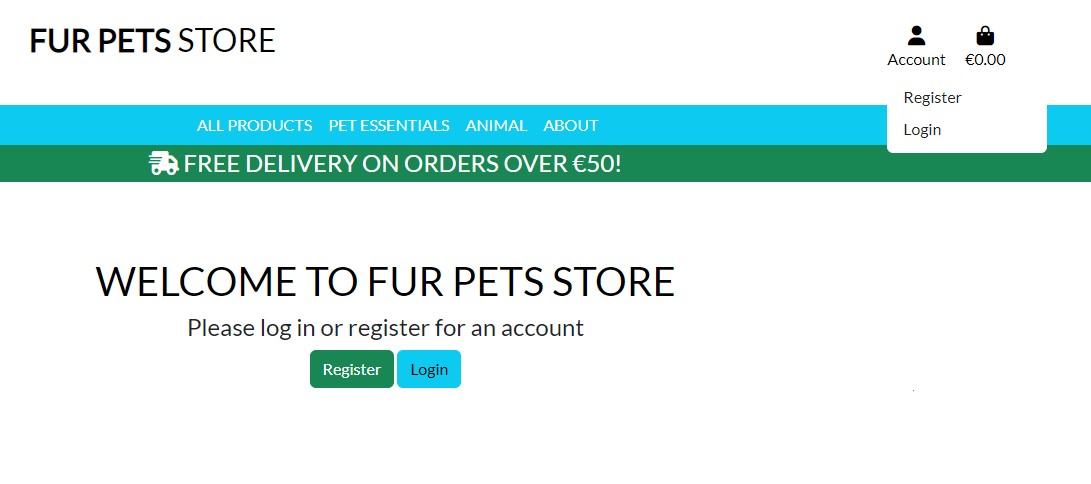 FUR PETS STORE
Account €0.00
Register
Login
ALL PRODUCTS PET ESSENTIALS ANIMAL ABOUT
FREE DELIVERY ON ORDERS OVER €50!
WELCOME TO FUR PETS STORE
Please log in or register for an account
Register Login